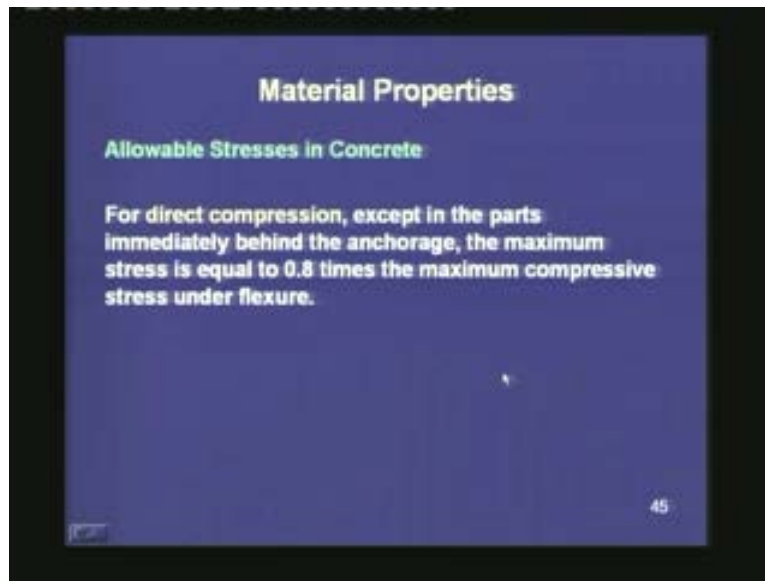 Material Properties
Allowable Stresses in Concrete
For direct compression, except in the parts
immediately behind the anchorage, the maximum
stress is equal to 0.8 times the maximum compressive
stress under flexure.
45